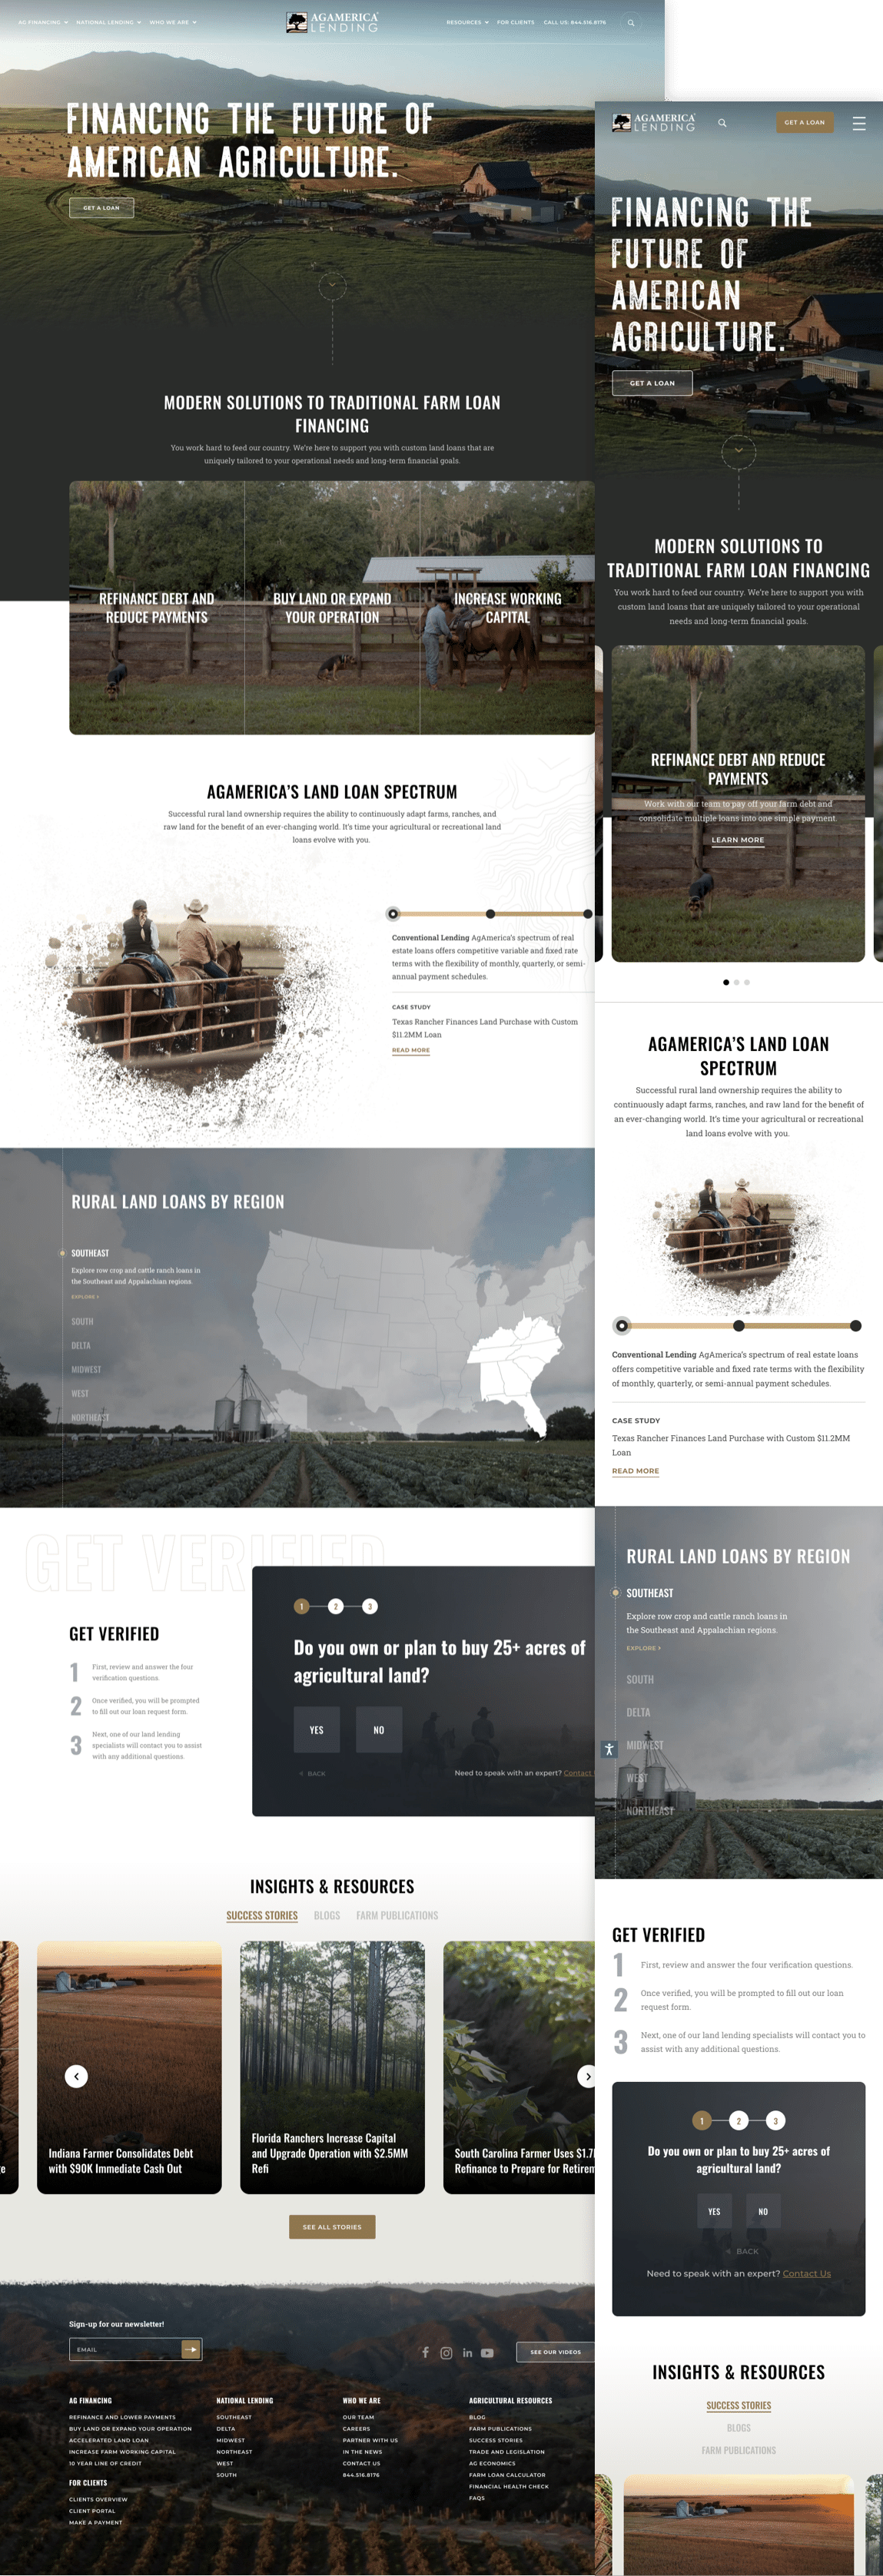 AG FINANCING NATIONAL LENDING WHO WE ARE
AGAMERICA
LENDING
RESOURCES FOR CLIENTS CALL US: 844.516.8176
FINANCING THE FUTURE OF
AMERICAN AGRICULTURE.
GET A LOAN
MODERN SOLUTIONS TO TRADITIONAL FARM LOAN
FINANCING
You work hard to feed our country. We're here to support you with custom land loans that are
uniquely tailored to your operational needs and long-term financial goals.
REFINANCE DEBT AND
REDUCE PAYMENTS
BUY LAND OR EXPAND
YOUR OPERATION
INCREASE WORKING
CAPITAL
AGAMERICA'S LAND LOAN SPECTRUM
Successful rural land ownership requires the ability to continuously adapt farms, ranches, and
raw land for the benefit of an ever-changing world. It's time your agricultural or recreational land
loans evolve with you.
Conventional Lending AgAmerica's spectrum of real
estate loans offers competitive variable and fixed rate
terms with the flexibility of monthly, quarterly, or semi-
annual payment schedules.
CASE STUDY
Texas Rancher Finances Land Purchase with Custom
$11.2MM Loan
READ MORE
RURAL LAND LOANS BY REGION
SOUTHEAST
Explore row crop and cattle ranch loans in
the Southeast and Appalachian regions.
EXPLORE >
SOUTH
DELTA
MIDWEST
WEST
NORTHEAST
GET VERIFIED
GET VERIFIED
1 First, review and answer the four
verification questions.
2 Once verified, you will be prompted
to fill out our loan request form.
3 Next, one of our land lending
specialists will contact you to assist
with any additional questions.
1 2 3
Do you own or plan to buy 25+ acres of
agricultural land?
YES NO
BACK
Need to speak with an expert? Contact
INSIGHTS & RESOURCES
SUCCESS STORIES BLOGS FARM PUBLICATIONS
Indiana Farmer Consolidates Debt
with $90K Immediate Cash Out
Florida Ranchers Increase Capital
and Upgrade Operation with $2.5MM
Refi
South Carolina Farmer Uses $1.7
Refinance to Prepare for Retirem
SEE ALL STORIES
Sign-up for our newsletter!
EMAIL
SEE OUR VIDEOS
AG FINANCING
REFINANCE AND LOWER PAYMENTS
BUY LAND OR EXPAND YOUR OPERATION
ACCELERATED LAND LOAN
INCREASE FARM WORKING CAPITAL
10 YEAR LINE OF CREDIT
FOR CLIENTS
CLIENTS OVERVIEW
CLIENT PORTAL
MAKE A PAYMENT
NATIONAL LENDING
SOUTHEAST
DELTA
MIDWEST
NORTHEAST
WEST
SOUTH
WHO WE ARE
OUR TEAM
CAREERS
PARTNER WITH US
IN THE NEWS
CONTACT US
844.516.8176
AGRICULTURAL RESOURCES
BLOG
FARM PUBLICATIONS
SUCCESS STORIES
TRADE AND LEGISLATION
AG ECONOMICS
FARM LOAN CALCULATOR
FINANCIAL HEALTH CHECK
FAQS
AGAMERICA
LENDING
GET A LOAN
FINANCING THE
FUTURE OF
AMERICAN
AGRICULTURE.
GET A LOAN
MODERN SOLUTIONS TO
TRADITIONAL FARM LOAN FINANCING
You work hard to feed our country. We're here to support you with
custom land loans that are uniquely tailored to your operational
needs and long-term financial goals.
REFINANCE DEBT AND REDUCE
PAYMENTS
Work with our team to pay off your farm debt and
consolidate multiple loans into one simple payment.
LEARN MORE
AGAMERICA'S LAND LOAN
SPECTRUM
Successful rural land ownership requires the ability to
continuously adapt farms, ranches, and raw land for the benefit of
an ever-changing world. It's time your agricultural or recreational
land loans evolve with you.
Conventional Lending AgAmerica's spectrum of real estate loans
offers competitive variable and fixed rate terms with the flexibility
of monthly, quarterly, or semi-annual payment schedules.
CASE STUDY
Texas Rancher Finances Land Purchase with Custom $11.2MM
Loan
READ MORE
RURAL LAND LOANS BY REGION
SOUTHEAST
Explore row crop and cattle ranch loans in
the Southeast and Appalachian regions.
EXPLORE >
SOUTH
DELTA
MIDWEST
WEST
NORTHEAST
GET VERIFIED
1 First, review and answer the four verification questions.
2 Once verified, you will be prompted to fill out our loan
request form.
3 Next, one of our land lending specialists will contact you to
assist with any additional questions.
1 2 3
Do you own or plan to buy 25+ acres of
agricultural land?
YES NO
BACK
Need to speak with an expert? Contact Us
INSIGHTS & RESOURCES
SUCCESS STORIES
BLOGS
FARM PUBLICATIONS